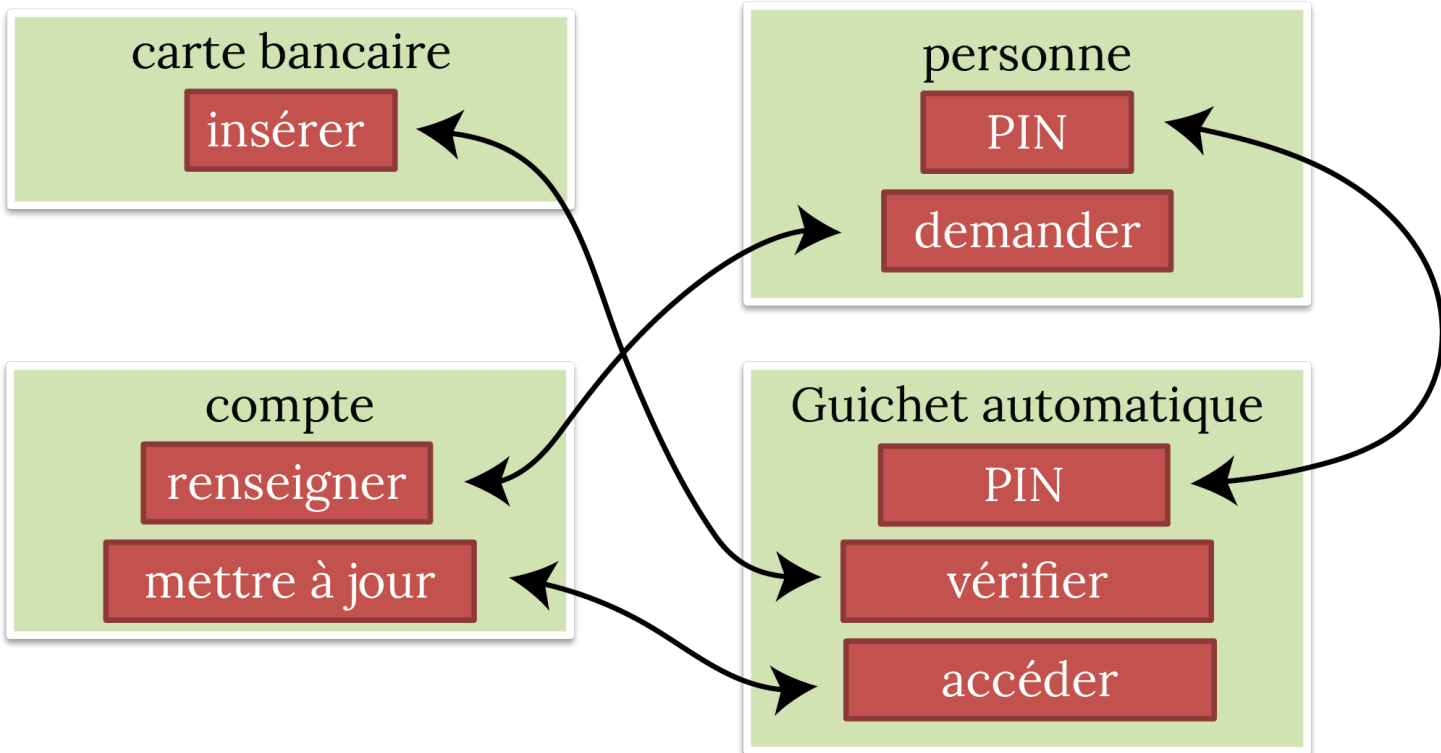 carte bancaire
insérer
personne
PIN
demander
compte
renseigner
mettre à jour
Guichet automatique
PIN
vérifier
accéder